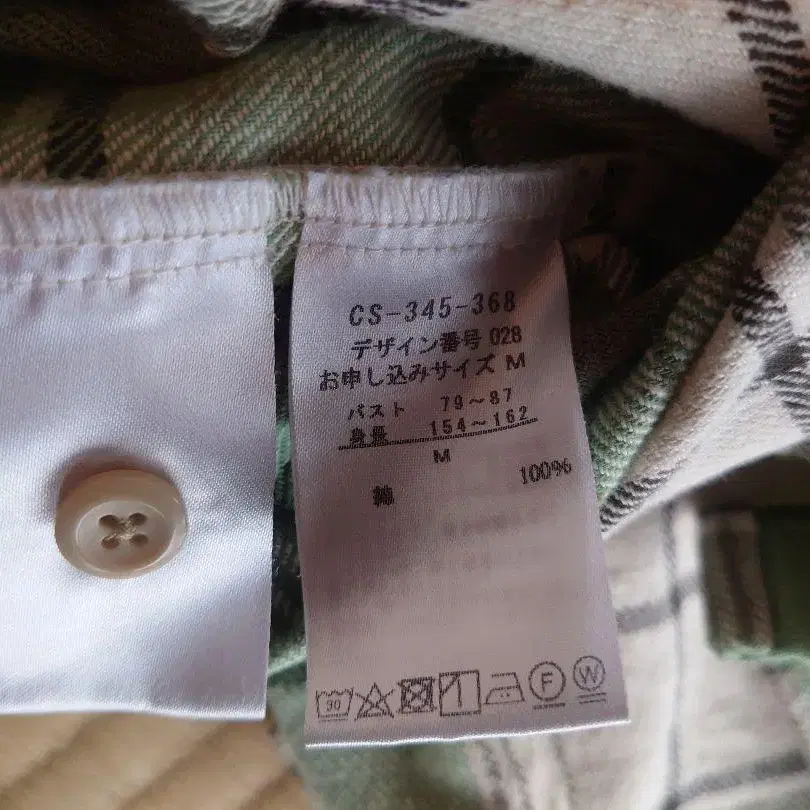 CS-345-368
デザイン番号 028
お申し込みサイズ M
バスト 79～87
身長 154～162
M
綿 100%
F W